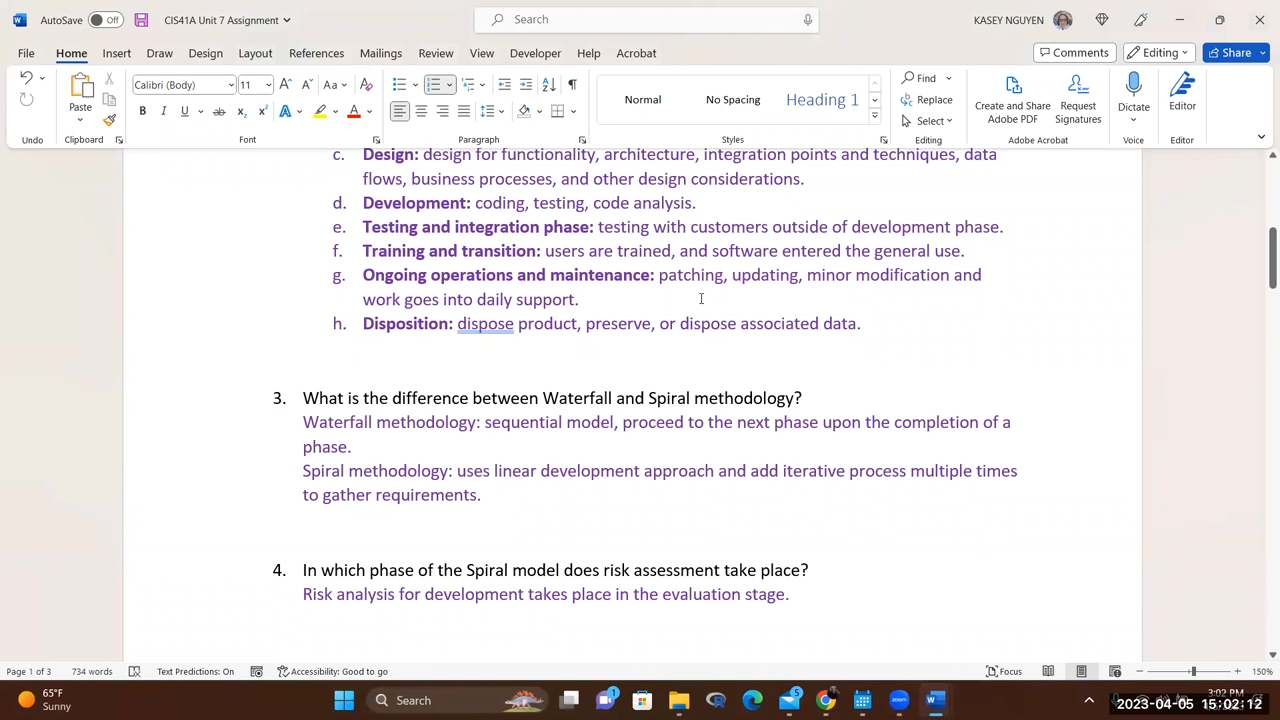 AutoSave Off CIS41A Unit 7 Assignment Search KASEY NGUYEN
File Home Insert Draw Design Layout References Mailings Review View Developer Help Acrobat Comments Editing Share
Calibri (Body) 11 Aa Normal No Spacing Heading 1 Find
Paste Replace
Create and Share Adobe PDF Request Signatures Dictate Editor
B I U ab x₂ x² A A Select
Undo Clipboard Font Paragraph Styles Editing Adobe Acrobat Voice Editor
c. Design: design for functionality, architecture, integration points and techniques, data
flows, business processes, and other design considerations.
d. Development: coding, testing, code analysis.
e. Testing and integration phase: testing with customers outside of development phase.
f. Training and transition: users are trained, and software entered the general use.
g. Ongoing operations and maintenance: patching, updating, minor modification and
work goes into daily support.
h. Disposition: dispose product, preserve, or dispose associated data.
3. What is the difference between Waterfall and Spiral methodology?
Waterfall methodology: sequential model, proceed to the next phase upon the completion of a
phase.
Spiral methodology: uses linear development approach and add iterative process multiple times
to gather requirements.
4. In which phase of the Spiral model does risk assessment take place?
Risk analysis for development takes place in the evaluation stage.
Page 1 of 3 734 words Text Predictions: On Accessibility: Good to go Focus 150%
65°F
Sunny
Search
1
5
3:02 PM
2023-04-05 15:02:12